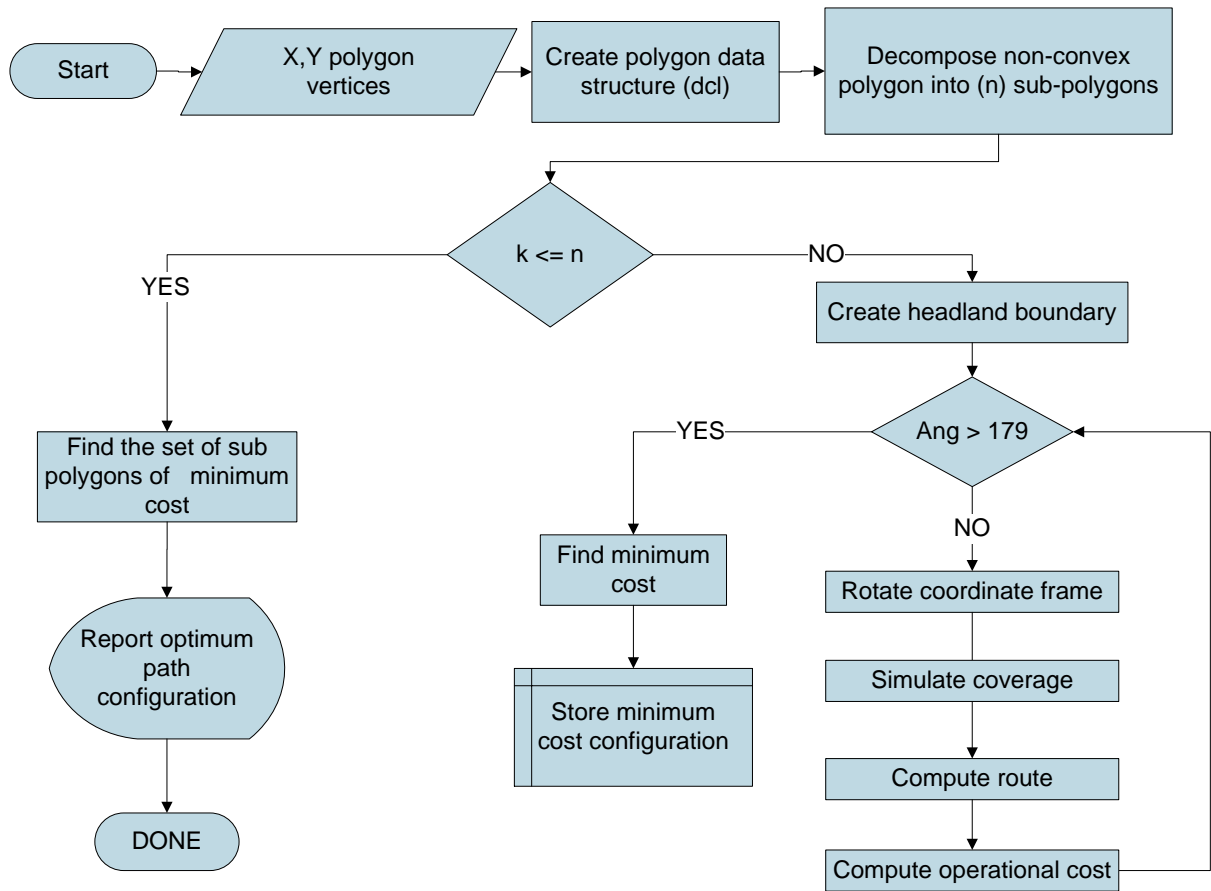 Start
X,Y polygon
vertices
Create polygon data
structure (dcl)
Decompose non-convex
polygon into (n) sub-polygons
k <= n
YES
NO
Create headland boundary
Find the set of sub
polygons of minimum
cost
Report optimum
path
configuration
DONE
Ang > 179
YES
NO
Find minimum
cost
Store minimum
cost configuration
Rotate coordinate frame
Simulate coverage
Compute route
Compute operational cost